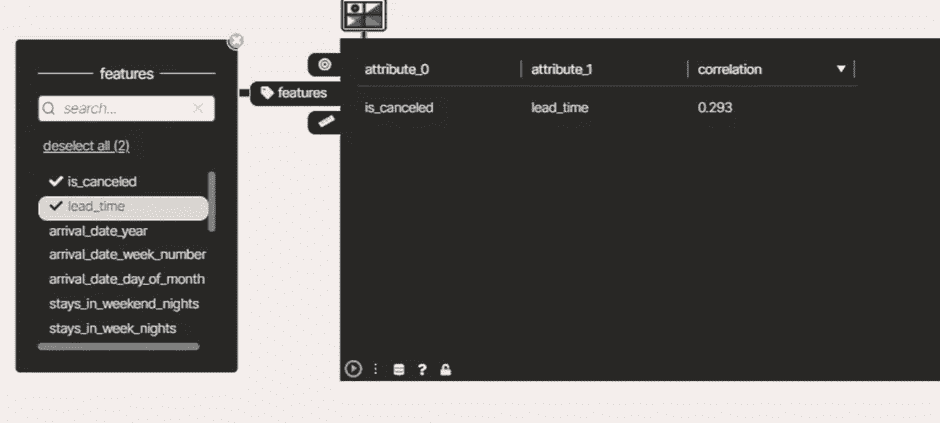 features
search...
deselect all (2)
is_canceled
lead_time
arrival_date_year
arrival_date_week_number
arrival_date_day_of_month
stays_in_weekend_nights
stays_in_week_nights
features
attribute_0 attribute_1 correlation
is_canceled lead_time 0.293
?